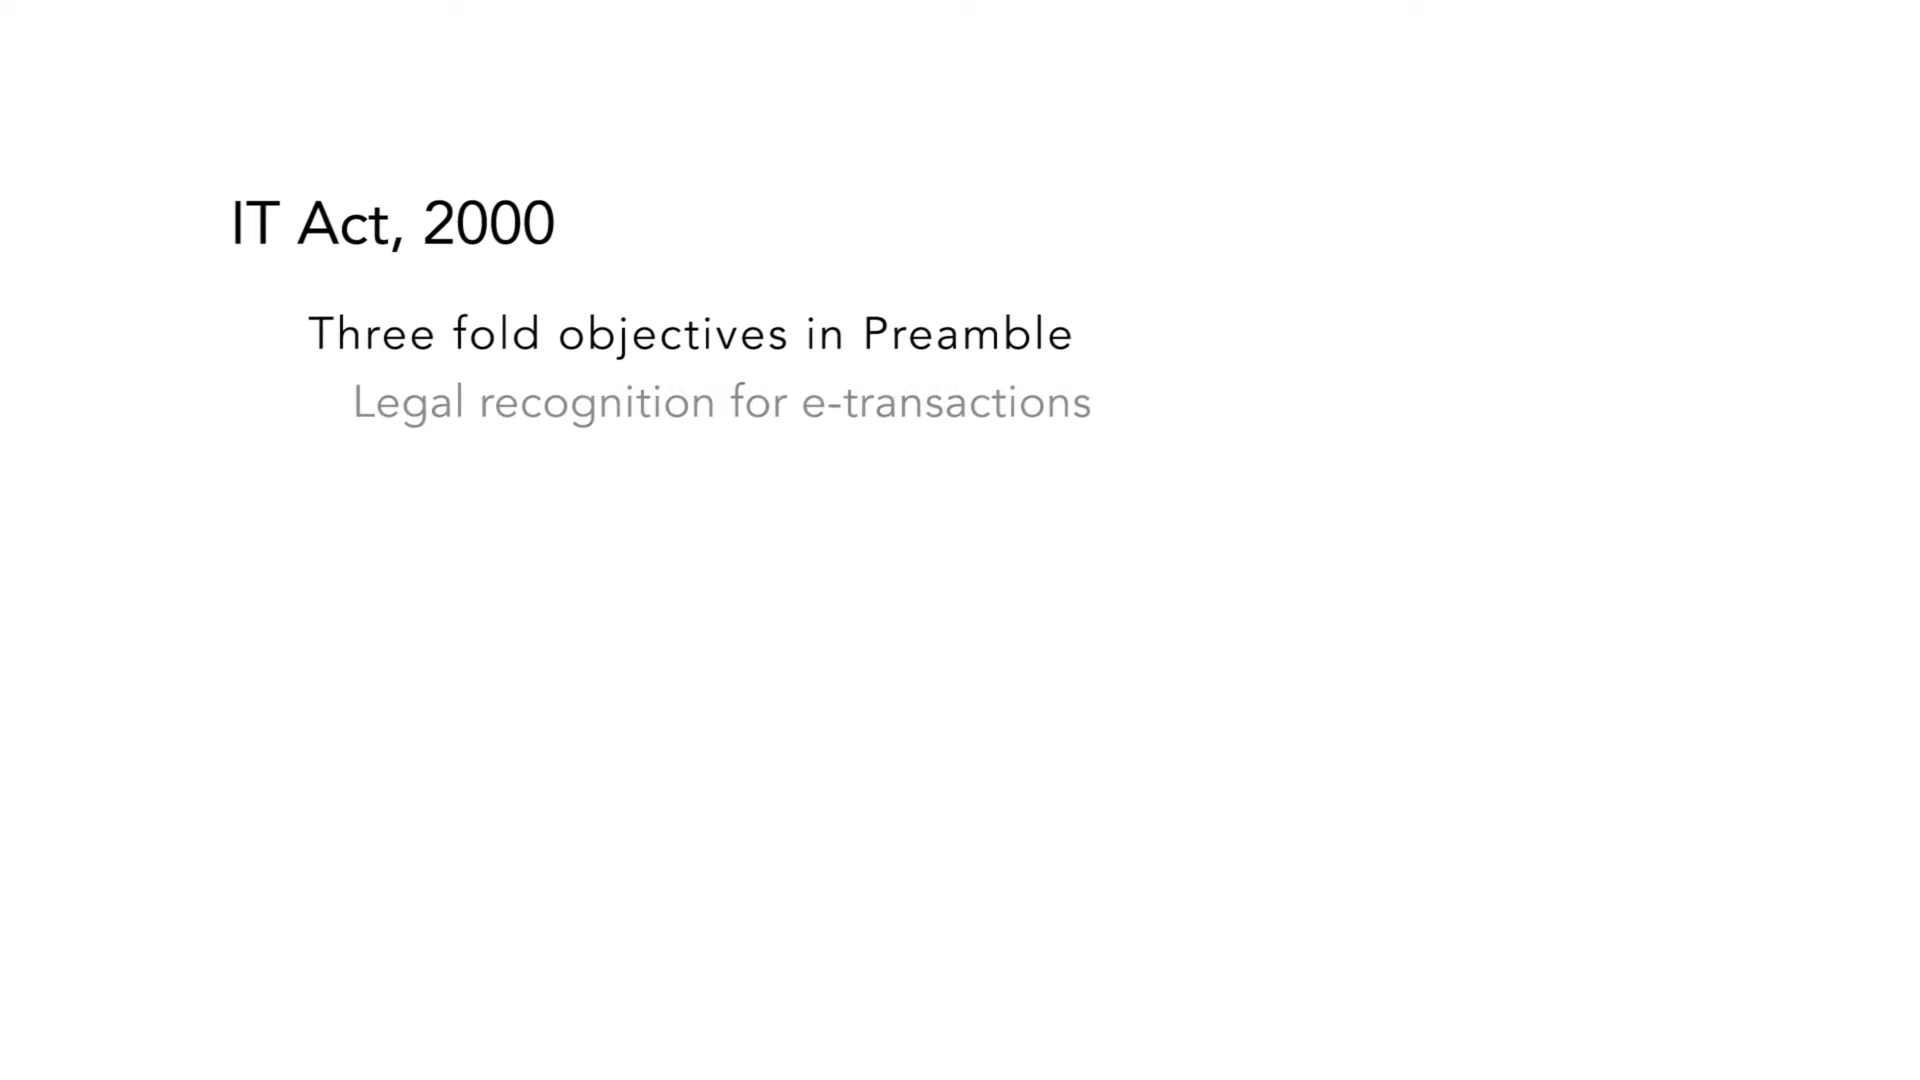 IT Act, 2000
Three fold objectives in Preamble
Legal recognition for e-transactions